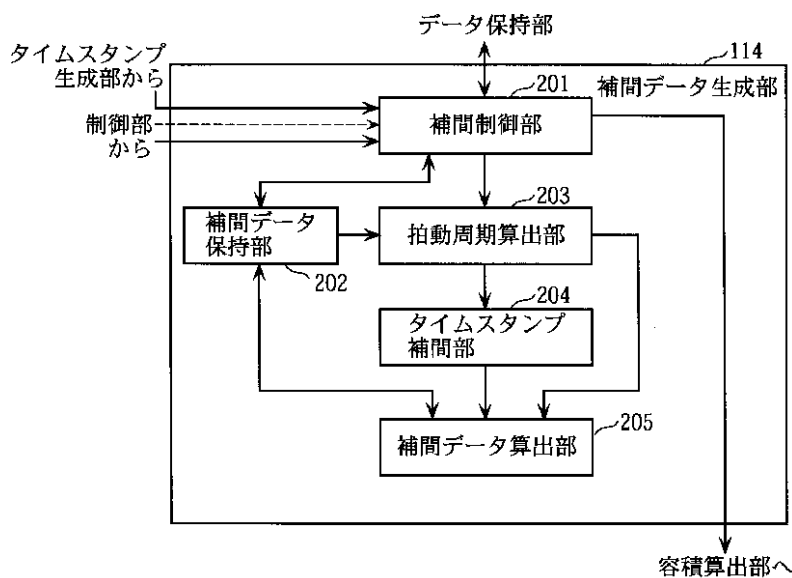 データ保持部
タイムスタンプ
生成部から
114
201
補間データ生成部
制御部
から
補間制御部
203
補間データ
保持部
拍動周期算出部
202
204
タイムスタンプ
補間部
205
補間データ算出部
容積算出部へ